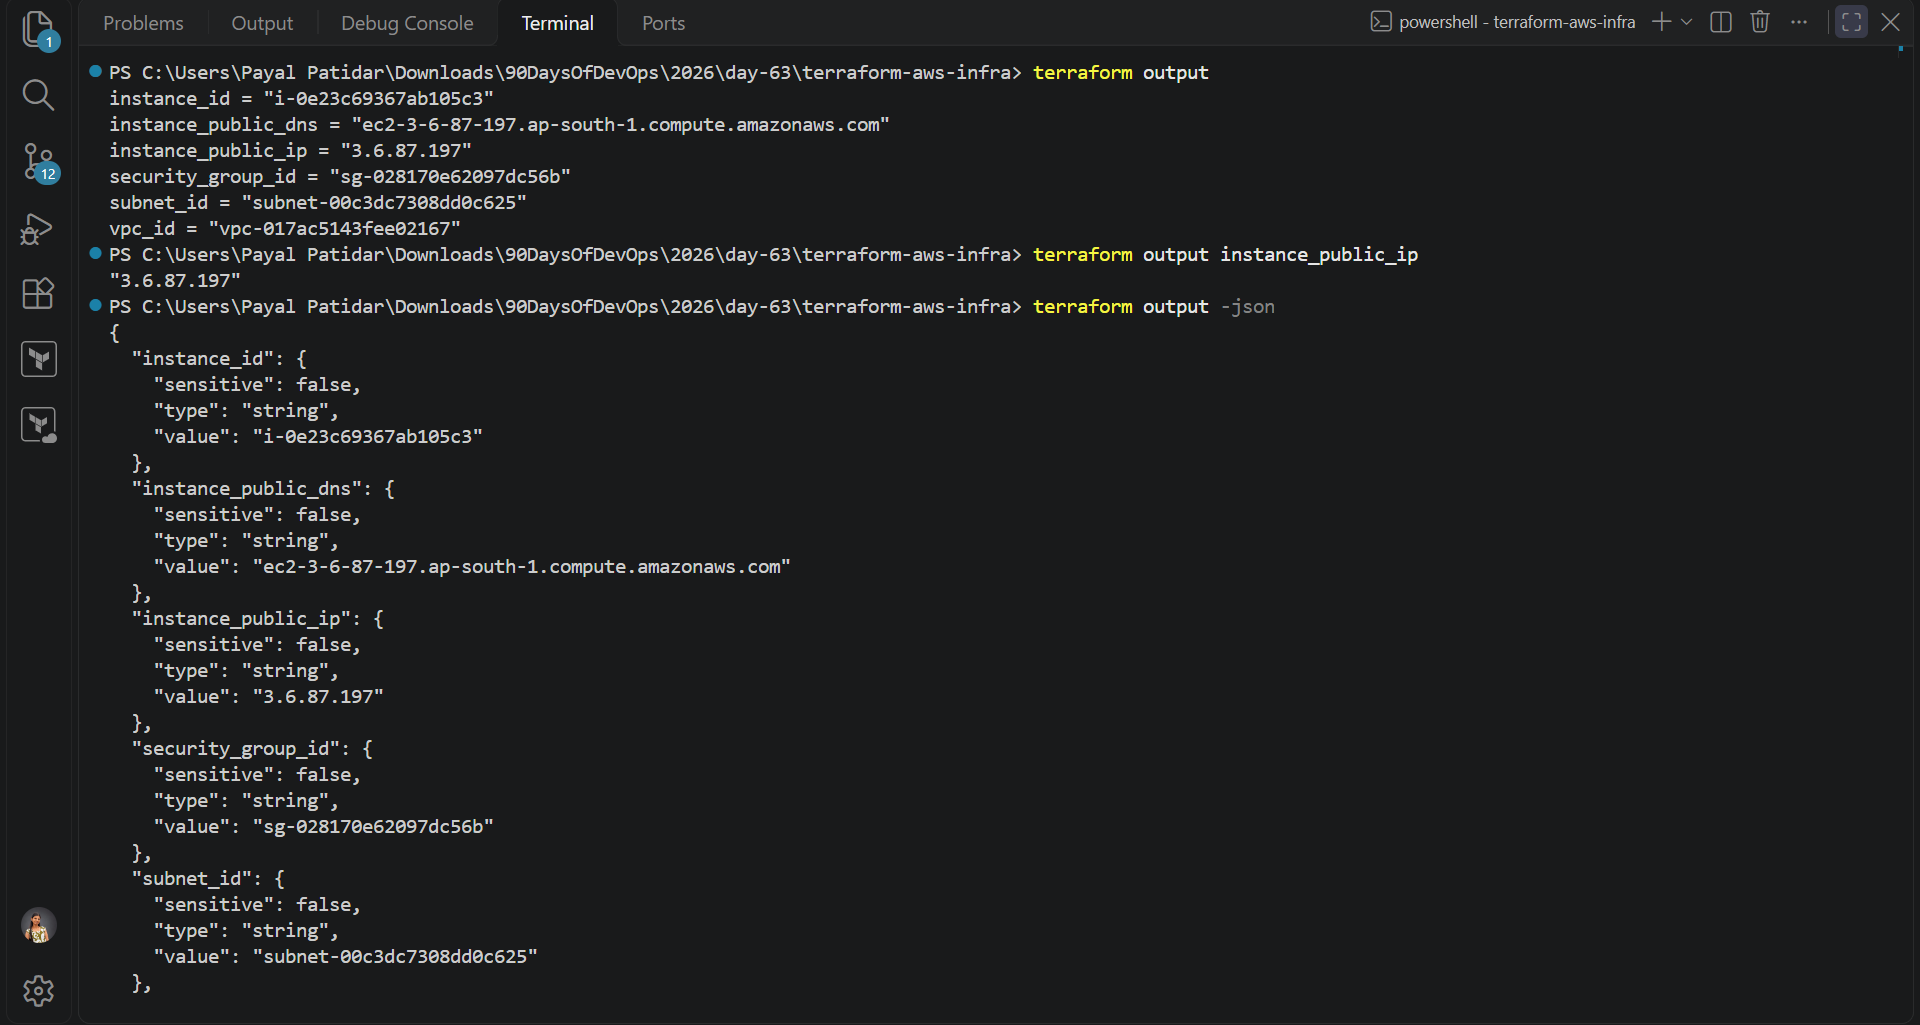 Problems Output Debug Console Terminal Ports powershell - terraform-aws-infra
1
12
PS C:\Users\Payal Patidar\Downloads\90DaysOfDevOps\2026\day-63\terraform-aws-infra> terraform output
instance_id = "i-0e23c69367ab105c3"
instance_public_dns = "ec2-3-6-87-197.ap-south-1.compute.amazonaws.com"
instance_public_ip = "3.6.87.197"
security_group_id = "sg-028170e62097dc56b"
subnet_id = "subnet-00c3dc7308dd0c625"
vpc_id = "vpc-017ac5143fee02167"
PS C:\Users\Payal Patidar\Downloads\90DaysOfDevOps\2026\day-63\terraform-aws-infra> terraform output instance_public_ip
"3.6.87.197"
PS C:\Users\Payal Patidar\Downloads\90DaysOfDevOps\2026\day-63\terraform-aws-infra> terraform output -json
{
  "instance_id": {
    "sensitive": false,
    "type": "string",
    "value": "i-0e23c69367ab105c3"
  },
  "instance_public_dns": {
    "sensitive": false,
    "type": "string",
    "value": "ec2-3-6-87-197.ap-south-1.compute.amazonaws.com"
  },
  "instance_public_ip": {
    "sensitive": false,
    "type": "string",
    "value": "3.6.87.197"
  },
  "security_group_id": {
    "sensitive": false,
    "type": "string",
    "value": "sg-028170e62097dc56b"
  },
  "subnet_id": {
    "sensitive": false,
    "type": "string",
    "value": "subnet-00c3dc7308dd0c625"
  },